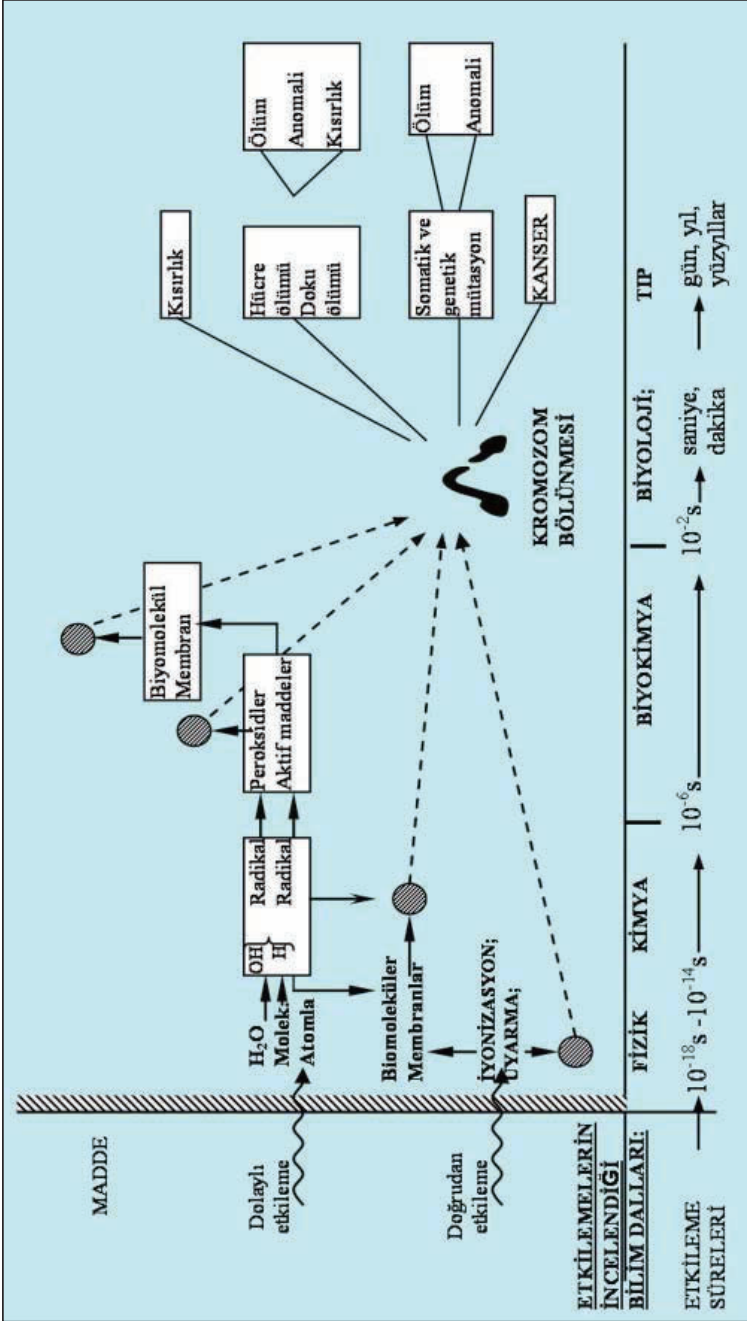 MADDE
Dolaylı
etkileme
Doğrudan
etkileme
H₂O
Molek.
Atomla
OH
H
Radikal
Radikal
Peroksidler
Aktif maddeler
Biyomolekül
Membran
Biomoleküler
Membranlar
İYONİZASYON;
UYARMA;
KROMOZOM
BÖLÜNMESİ
Kısırlık
Hücre
ölümü
Doku
ölümü
Ölüm
Anomali
Kısırlık
Somatik ve
genetik
mütasyon
Ölüm
Anomali
KANSER
ETKİLEMELERİN
İNCELENDİĞİ
BİLİM DALLARI:
FİZİK
KİMYA
BİYOKİMYA
BİYOLOJİ;
TIP
ETKİLEME
SÜRELERİ
10⁻¹⁸s -10⁻¹⁴s
10⁻⁶s
10⁻²s
saniye,
dakika
gün, yıl,
yüzyıllar